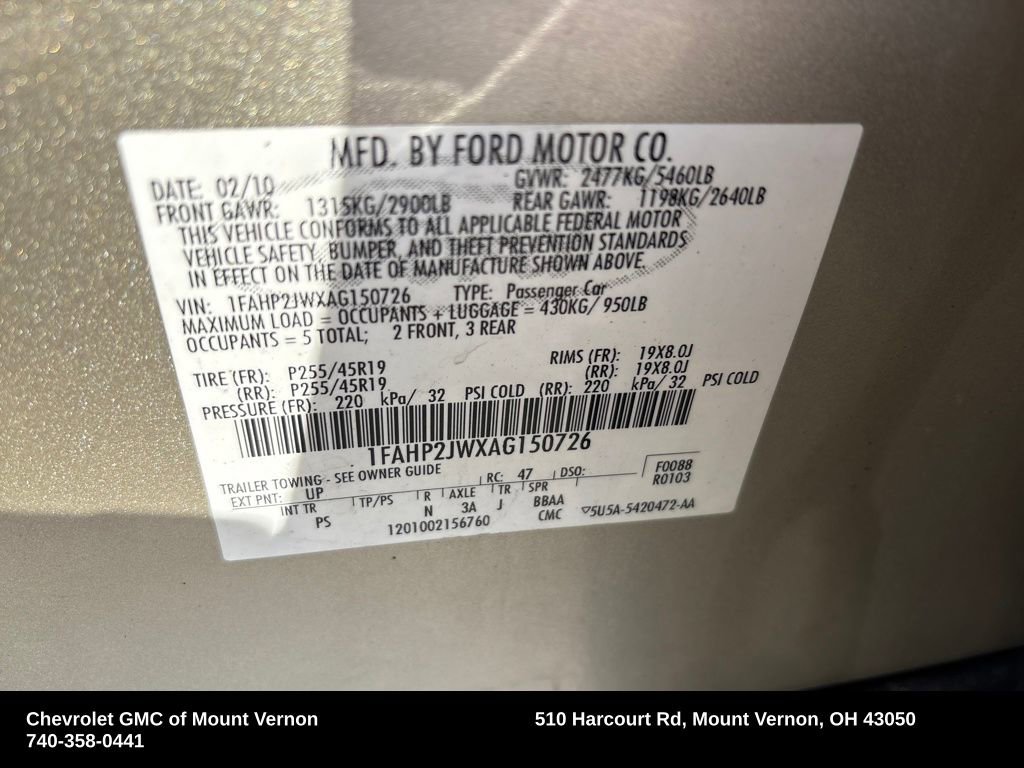 MFD. BY FORD MOTOR CO.
DATE: 02/10 GVWR: 2477KG/5460LB
FRONT GAWR: 1315KG/2900LB REAR GAWR: 1198KG/2640LB
THIS VEHICLE CONFORMS TO ALL APPLICABLE FEDERAL MOTOR
VEHICLE SAFETY, BUMPER, AND THEFT PREVENTION STANDARDS
IN EFFECT ON THE DATE OF MANUFACTURE SHOWN ABOVE.
VIN: 1FAHP2JWXAG150726 TYPE: Passenger Car
MAXIMUM LOAD = OCCUPANTS + LUGGAGE = 430KG/ 950LB
OCCUPANTS = 5 TOTAL; 2 FRONT, 3 REAR
TIRE (FR): P255/45R19 RIMS (FR): 19X8.0J
(RR): P255/45R19 (RR): 19X8.0J
PRESSURE (FR): 220 kPa/ 32 PSI COLD (RR): 220 kPa/ 32 PSI COLD
1FAHP2JWXAG150726
TRAILER TOWING - SEE OWNER GUIDE RC: 47 DSO: F0088
R0103
EXT PNT: UP
INT TR TP/PS R AXLE TR SPR
PS N 3A J BBAA
CMC
1201002156760 ▽5U5A-5420472-AA
Chevrolet GMC of Mount Vernon 510 Harcourt Rd, Mount Vernon, OH 43050
740-358-0441